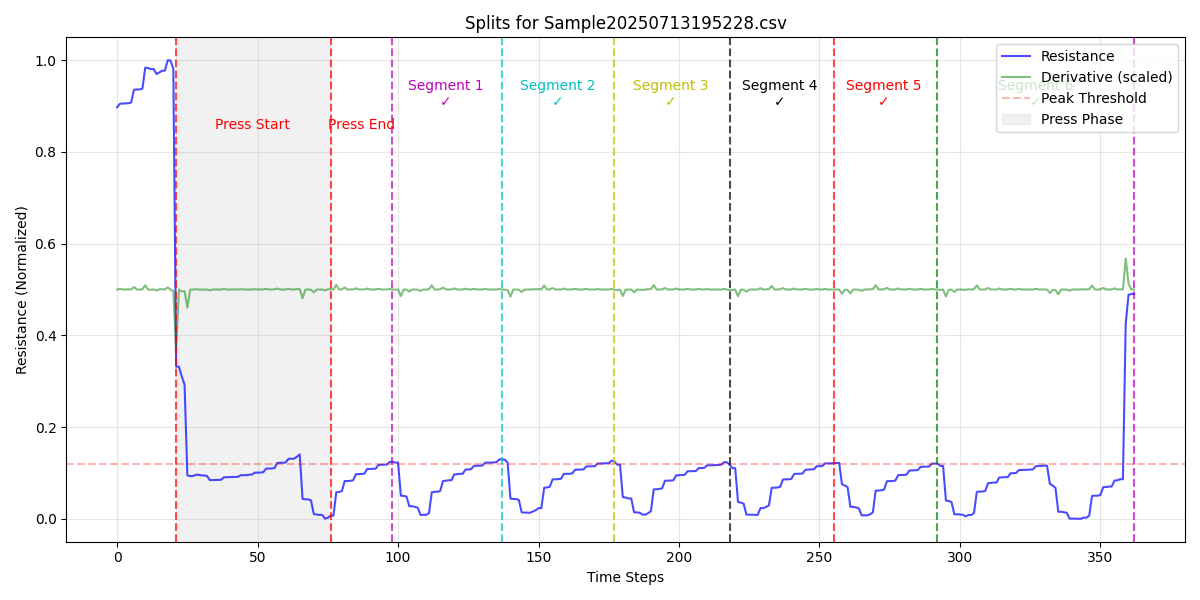 Splits for Sample20250713195228.csv
Resistance (Normalized)
1.0
0.8
0.6
0.4
0.2
0.0
Segment 1
✓
Segment 2
✓
Segment 3
✓
Segment 4
✓
Segment 5
✓
Segment 6
✓
Resistance
Derivative (scaled)
Peak Threshold
Press Phase
Press Start
Press End
0
50
100
150
200
250
300
350
Time Steps